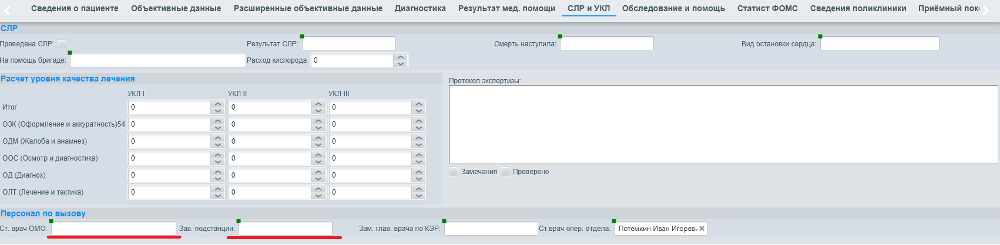 Сведения о пациенте Объективные данные Расширенные объективные данные Диагностика Результат мед. помощи СЛР и УКЛ Обследование и помощь Статист ФОМС Сведения поликлиники Приёмный пок
СЛР
Проведена СЛР: Результат СЛР: Смерть наступила: Вид остановки сердца:
На помощь бригаде: Расход кислорода 0
Расчет уровня качества лечения
Протокол экспертизы:
УКЛ I УКЛ II УКЛ III
Итог 0 0 0
ОЗК (Оформление и аккуратность)54 0 0 0
ОДМ (Жалоба и анамнез) 0 0 0
ООС (Осмотр и диагностика) 0 0 0
ОД (Диагноз) 0 0 0
Замечания Проверено
ОЛТ (Лечение и тактика) 0 0 0
Персонал по вызову
Ст. врач ОМО: Зав. подстанции: Зам. глав. врача по КЭР: Ст.врач опер. отдела: Потемкин Иван Игореви